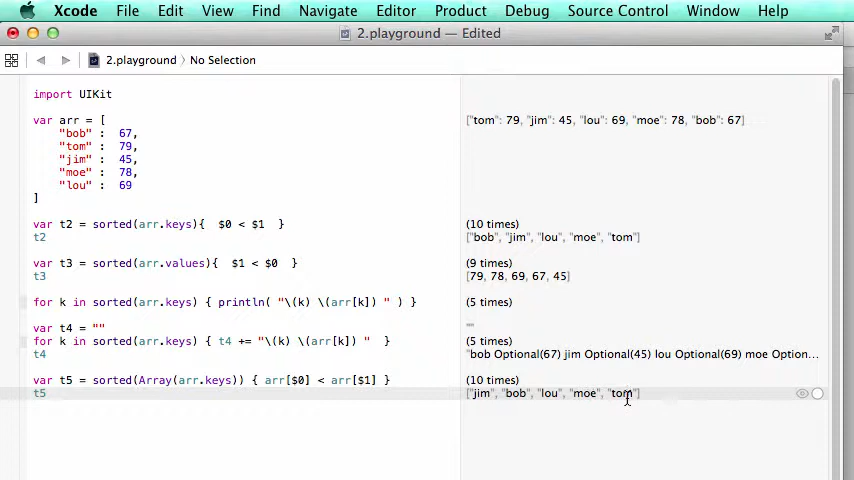 Xcode File Edit View Find Navigate Editor Product Debug Source Control Window Help
2.playground — Edited
2.playground 〉 No Selection
import UIKit
var arr = [ ["tom": 79, "jim": 45, "lou": 69, "moe": 78, "bob": 67]
"bob" : 67,
"tom" : 79,
"jim" : 45,
"moe" : 78,
"lou" : 69
]
var t2 = sorted(arr.keys){ $0 < $1 } (10 times)
t2 ["bob", "jim", "lou", "moe", "tom"]
var t3 = sorted(arr.values){ $1 < $0 } (9 times)
t3 [79, 78, 69, 67, 45]
for k in sorted(arr.keys) { println( "\(k) \(arr[k]) " ) } (5 times)
var t4 = "" ""
for k in sorted(arr.keys) { t4 += "\(k) \(arr[k]) " } (5 times)
t4 "bob Optional(67) jim Optional(45) lou Optional(69) moe Option...
var t5 = sorted(Array(arr.keys)) { arr[$0] < arr[$1] } (10 times)
t5 ["jim", "bob", "lou", "moe", "tom"]